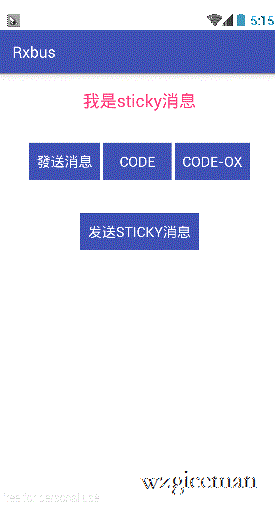 5:15
Rxbus
我是sticky消息
發送消息 CODE CODE-OX
发送STICKY消息
wzgiceman
free for personal use